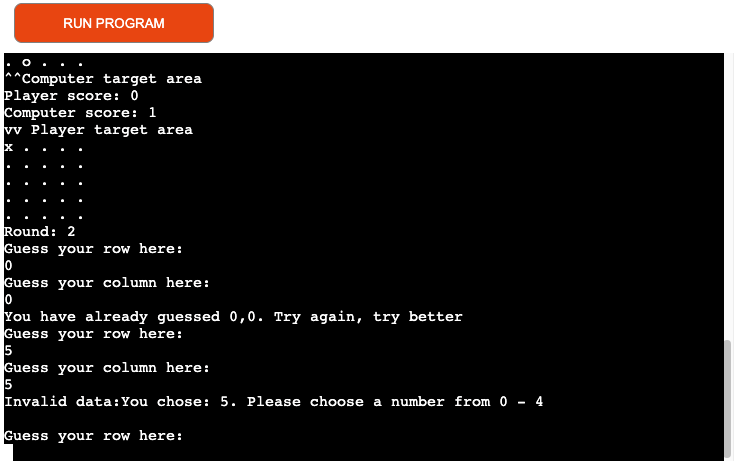 RUN PROGRAM
. o . . .
^^Computer target area
Player score: 0
Computer score: 1
vv Player target area
x . . . .
. . . . .
. . . . .
. . . . .
. . . . .
Round: 2
Guess your row here:
0
Guess your column here:
0
You have already guessed 0,0. Try again, try better
Guess your row here:
5
Guess your column here:
5
Invalid data:You chose: 5. Please choose a number from 0 - 4
Guess your row here: